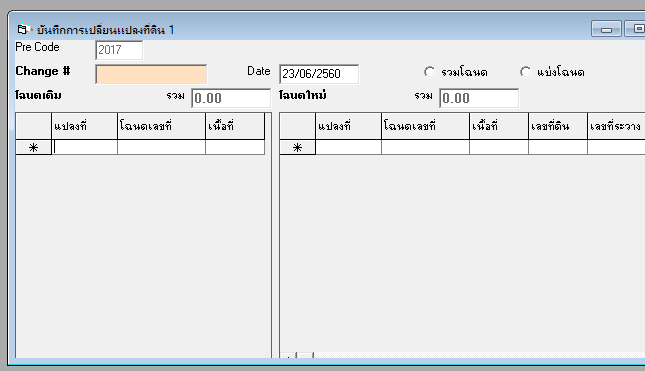 บันทึกการเปลี่ยนแปลงที่ดิน 1
Pre Code 2017
Change # Date 23/06/2560 รวมโฉนด แบ่งโฉนด
โฉนดเดิม รวม 0.00 โฉนดใหม่ รวม 0.00
แปลงที่ โฉนดเลขที่ เนื้อที่ แปลงที่ โฉนดเลขที่ เนื้อที่ เลขที่ดิน เลขที่ระวาง